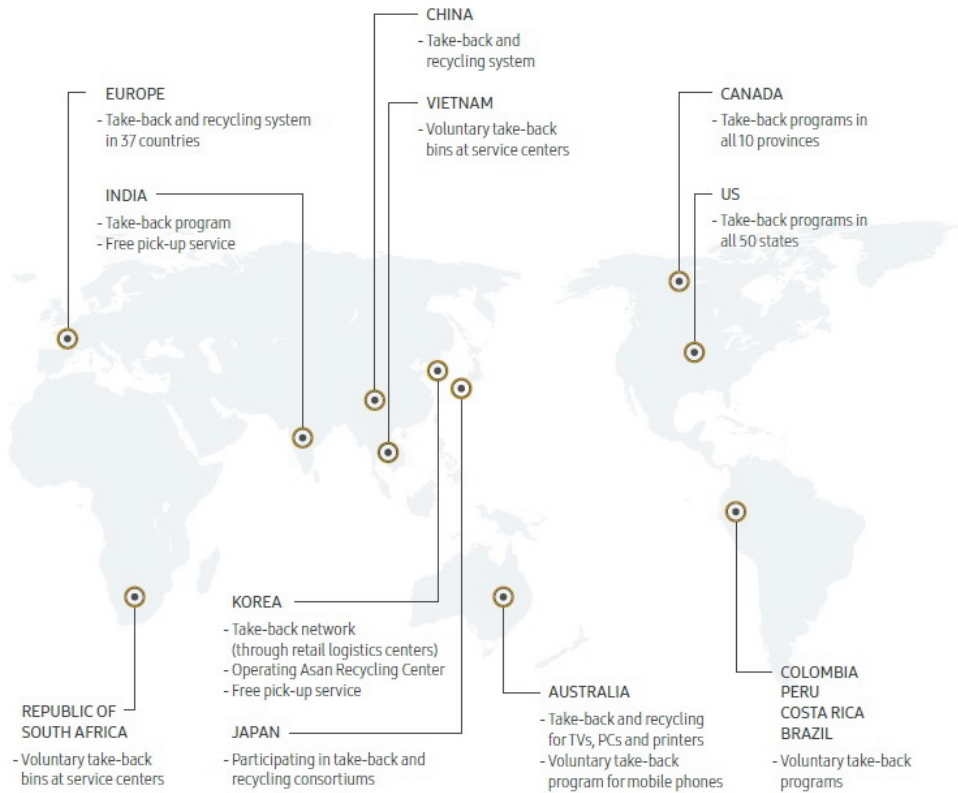 CHINA
- Take-back and
recycling system
EUROPE
- Take-back and recycling system
in 37 countries
VIETNAM
- Voluntary take-back
bins at service centers
CANADA
- Take-back programs in
all 10 provinces
INDIA
- Take-back program
- Free pick-up service
US
- Take-back programs in
all 50 states
KOREA
- Take-back network
(through retail logistics centers)
- Operating Asan Recycling Center
- Free pick-up service
REPUBLIC OF
SOUTH AFRICA
- Voluntary take-back
bins at service centers
JAPAN
- Participating in take-back and
recycling consortiums
AUSTRALIA
- Take-back and recycling
for TVs, PCs and printers
- Voluntary take-back
program for mobile phones
COLOMBIA
PERU
COSTA RICA
BRAZIL
- Voluntary take-back
programs